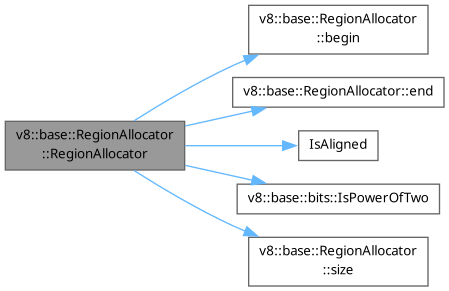 v8::base::RegionAllocator
::begin
v8::base::RegionAllocator::end
v8::base::RegionAllocator
::RegionAllocator
IsAligned
v8::base::bits::IsPowerOfTwo
v8::base::RegionAllocator
::size